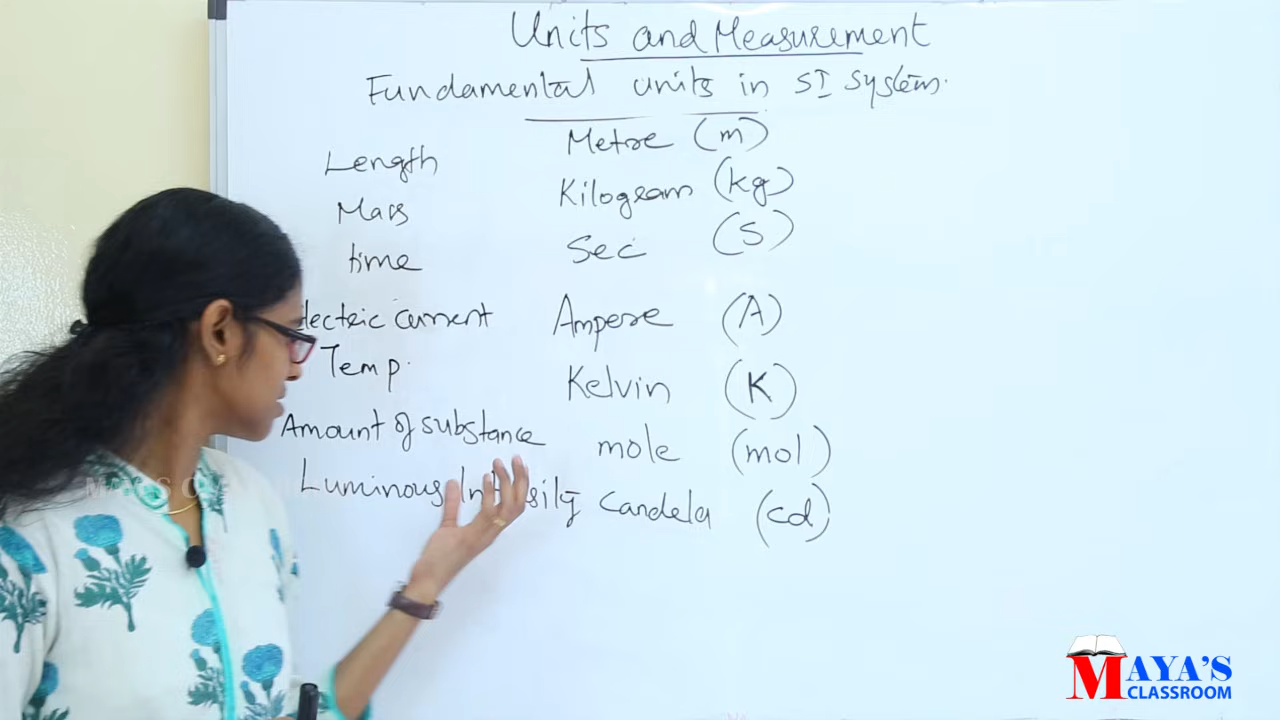 Units and Measurement
Fundamental units in SI System.
Length Metre (m)
Mass Kilogram (kg)
time Sec (S)
Electric current Ampere (A)
Temp. Kelvin (K)
Amount of substance mole (mol)
Luminous Intensity Candela (cd)
MAYA'S
CLASSROOM